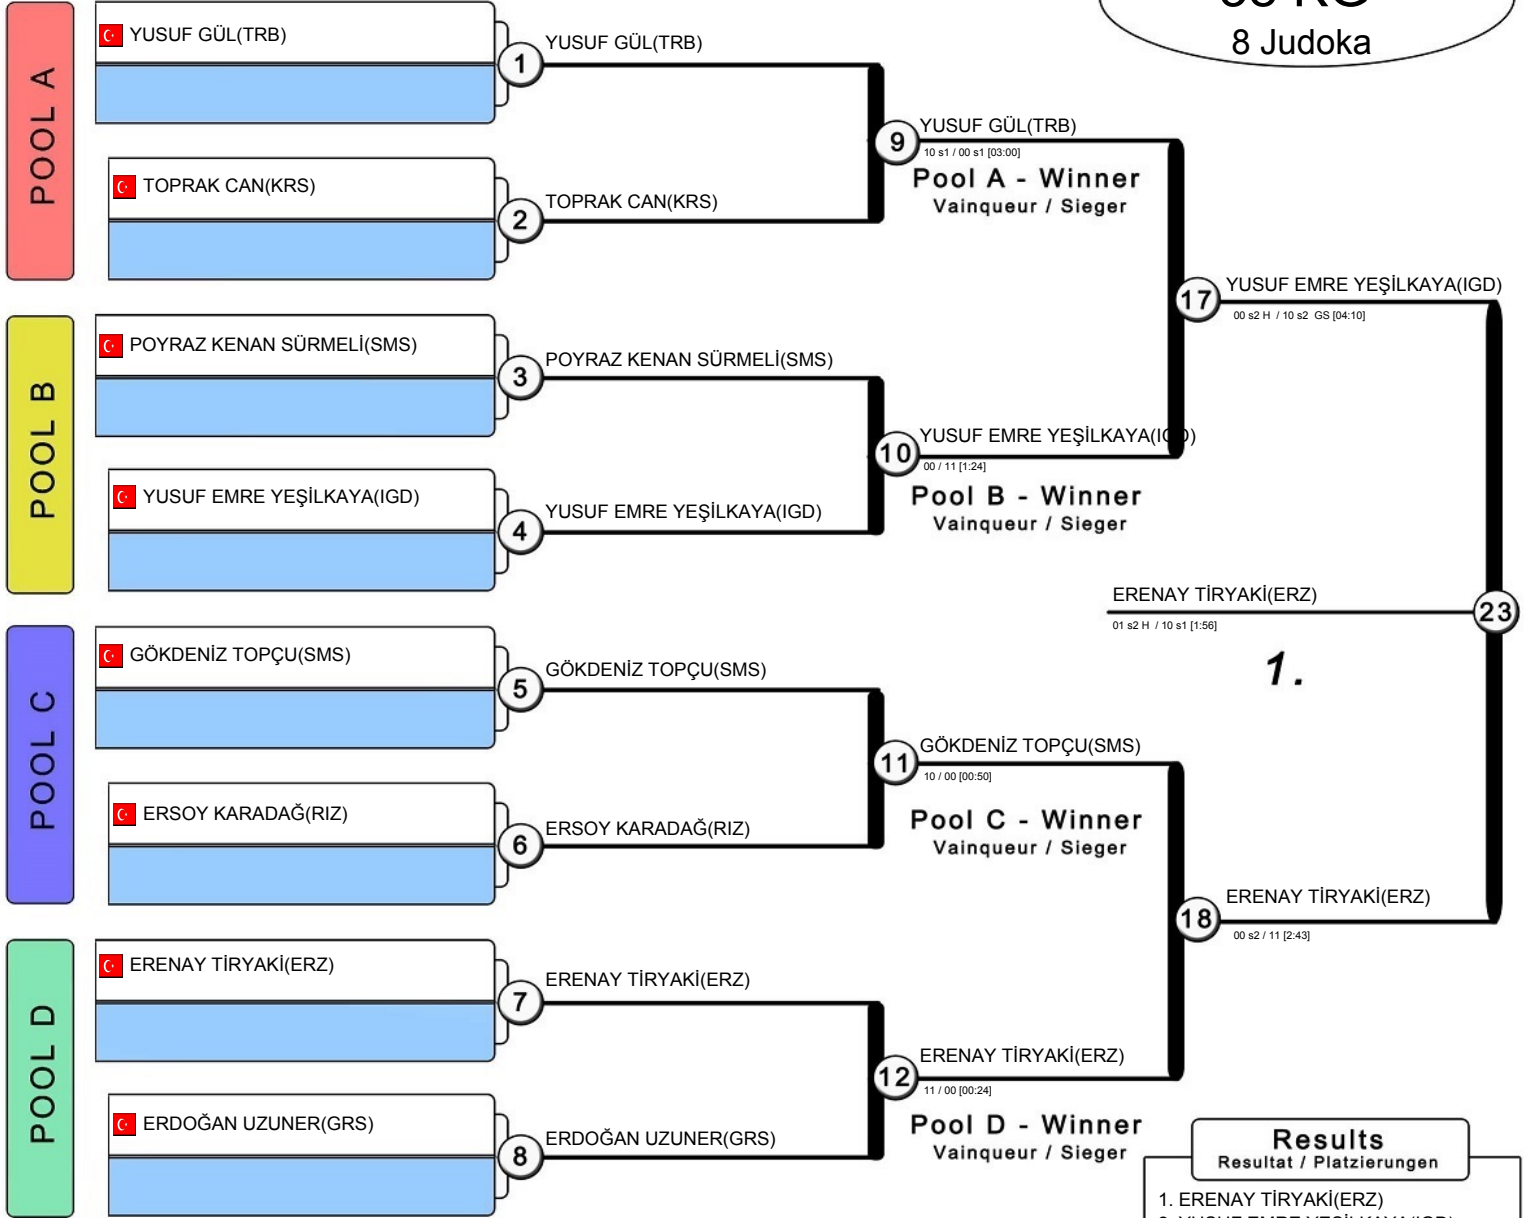 8 Judoka
POOL A
YUSUF GÜL(TRB)
1
YUSUF GÜL(TRB)
TOPRAK CAN(KRS)
2
TOPRAK CAN(KRS)
9
YUSUF GÜL(TRB)
10 s1 / 00 s1 [03:00]
Pool A - Winner
Vainqueur / Sieger
POOL B
POYRAZ KENAN SÜRMELİ(SMS)
3
POYRAZ KENAN SÜRMELİ(SMS)
YUSUF EMRE YEŞİLKAYA(IGD)
4
YUSUF EMRE YEŞİLKAYA(IGD)
10
YUSUF EMRE YEŞİLKAYA(IGD)
00 / 11 [1:24]
Pool B - Winner
Vainqueur / Sieger
17
YUSUF EMRE YEŞİLKAYA(IGD)
00 s2 H / 10 s2 GS [04:10]
POOL C
GÖKDENİZ TOPÇU(SMS)
5
GÖKDENİZ TOPÇU(SMS)
ERSOY KARADAĞ(RIZ)
6
ERSOY KARADAĞ(RIZ)
11
GÖKDENİZ TOPÇU(SMS)
10 / 00 [00:50]
Pool C - Winner
Vainqueur / Sieger
POOL D
ERENAY TİRYAKİ(ERZ)
7
ERENAY TİRYAKİ(ERZ)
ERDOĞAN UZUNER(GRS)
8
ERDOĞAN UZUNER(GRS)
12
ERENAY TİRYAKİ(ERZ)
11 / 00 [00:24]
Pool D - Winner
Vainqueur / Sieger
18
ERENAY TİRYAKİ(ERZ)
00 s2 / 11 [2:43]
ERENAY TİRYAKİ(ERZ)
23
01 s2 H / 10 s1 [1:56]
1.
Results
Resultat / Platzierungen
1. ERENAY TİRYAKİ(ERZ)